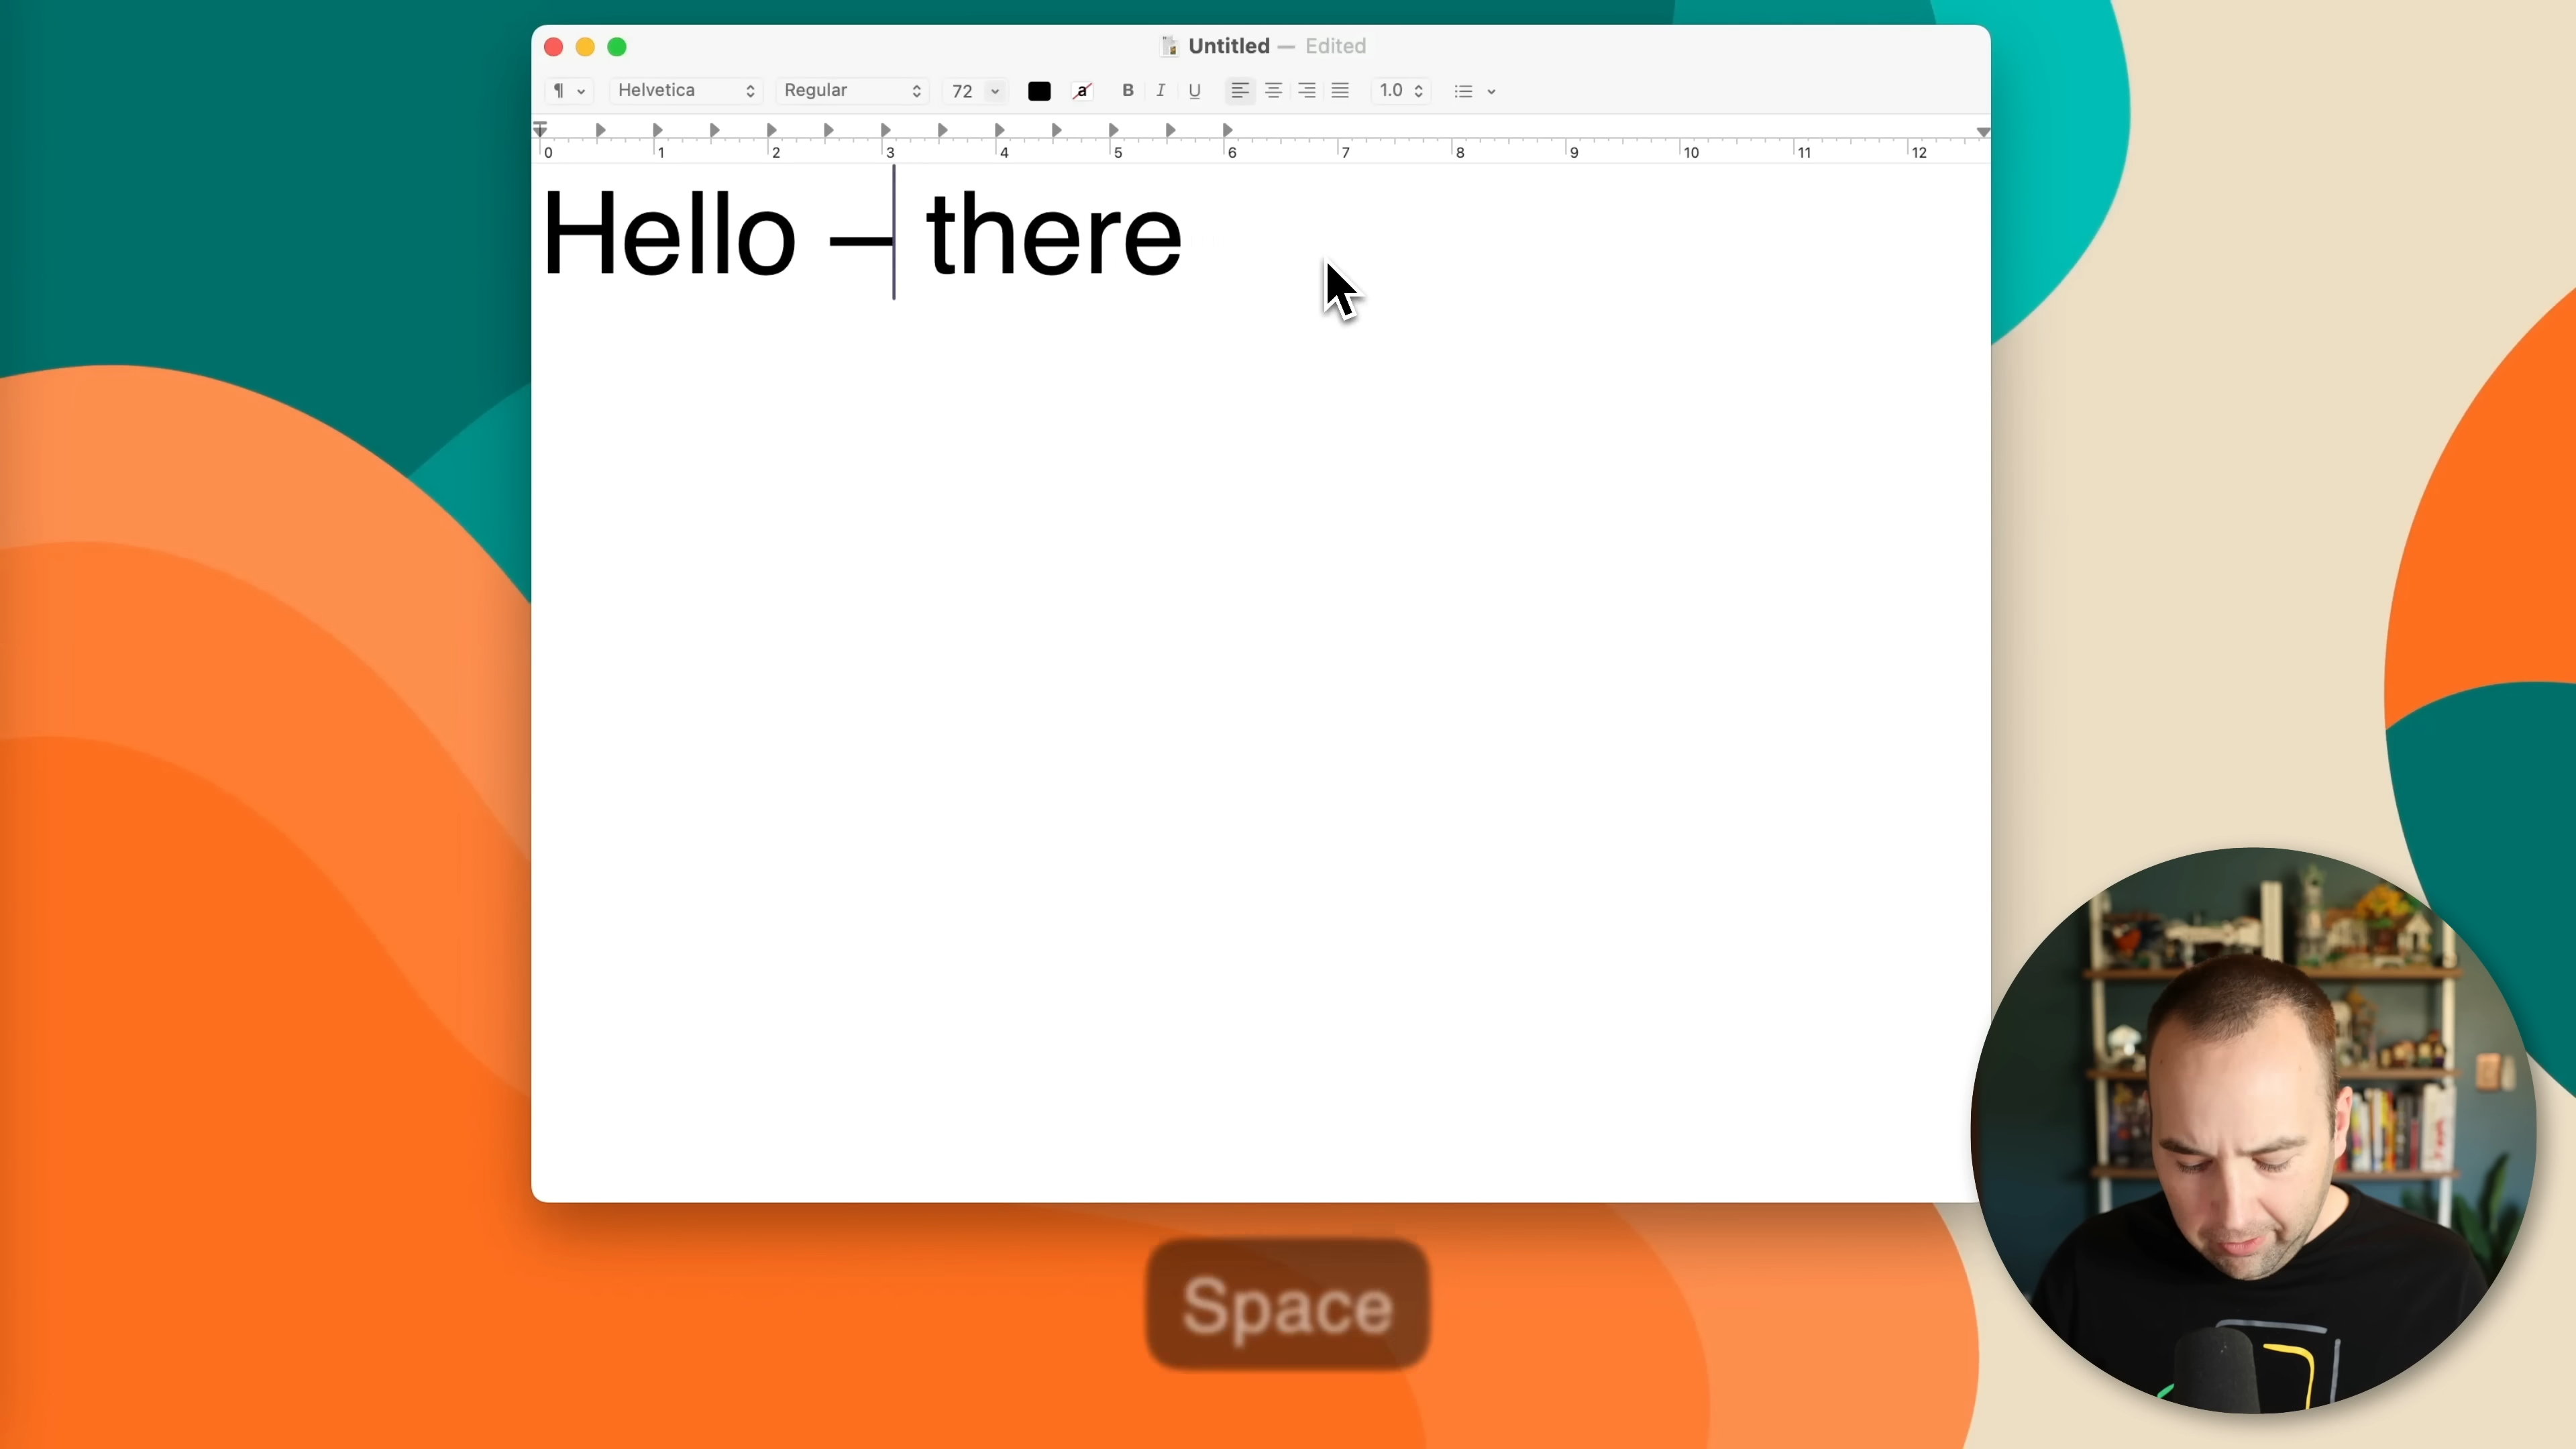 Untitled — Edited
¶ Helvetica Regular 72 a B I U 1.0
0 1 2 3 4 5 6 7 8 9 10 11 12
Hello – there
Space